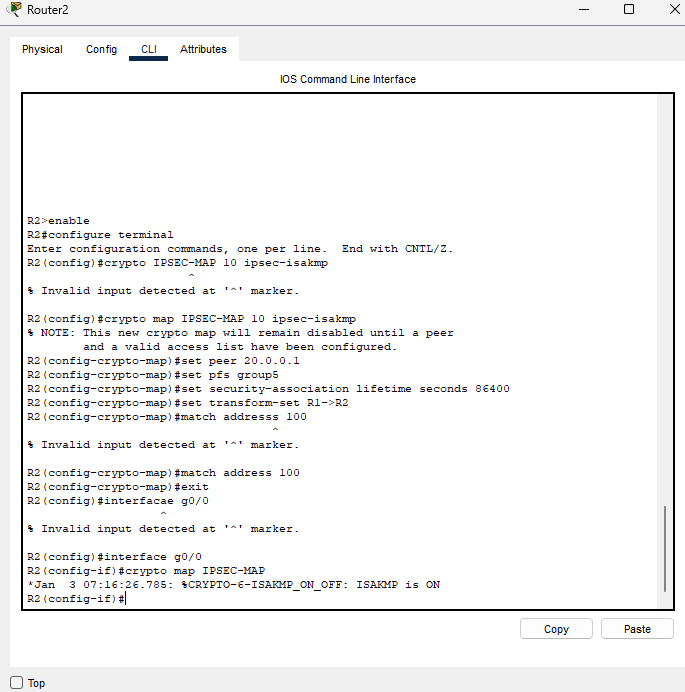 Router2
Physical Config CLI Attributes
IOS Command Line Interface
R2>enable
R2#configure terminal
Enter configuration commands, one per line.  End with CNTL/Z.
R2(config)#crypto IPSEC-MAP 10 ipsec-isakmp
^
% Invalid input detected at '^' marker.
R2(config)#crypto map IPSEC-MAP 10 ipsec-isakmp
% NOTE: This new crypto map will remain disabled until a peer
and a valid access list have been configured.
R2(config-crypto-map)#set peer 20.0.0.1
R2(config-crypto-map)#set pfs group5
R2(config-crypto-map)#set security-association lifetime seconds 86400
R2(config-crypto-map)#set transform-set R1->R2
R2(config-crypto-map)#match addresss 100
^
% Invalid input detected at '^' marker.
R2(config-crypto-map)#match address 100
R2(config-crypto-map)#exit
R2(config)#interfacae g0/0
^
% Invalid input detected at '^' marker.
R2(config)#interface g0/0
R2(config-if)#crypto map IPSEC-MAP
*Jan  3 07:16:26.785: %CRYPTO-6-ISAKMP_ON_OFF: ISAKMP is ON
R2(config-if)#
Copy Paste
Top